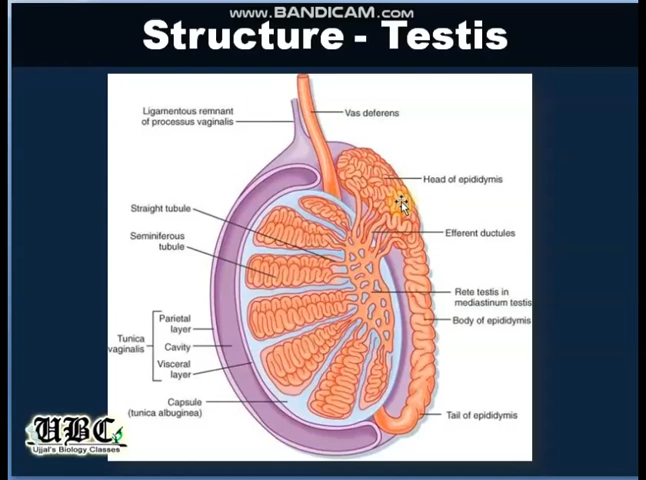 www.BANDICAM.com
Structure - Testis
Ligamentous remnant
of processus vaginalis
Vas deferens
Head of epididymis
Straight tubule
Seminiferous
tubule
Efferent ductules
Rete testis in
mediastinum testis
Body of epididymis
Parietal
layer
Tunica
vaginalis
Cavity
Visceral
layer
Capsule
(tunica albuginea)
Tail of epididymis
UBC
Ujjal's Biology Classes